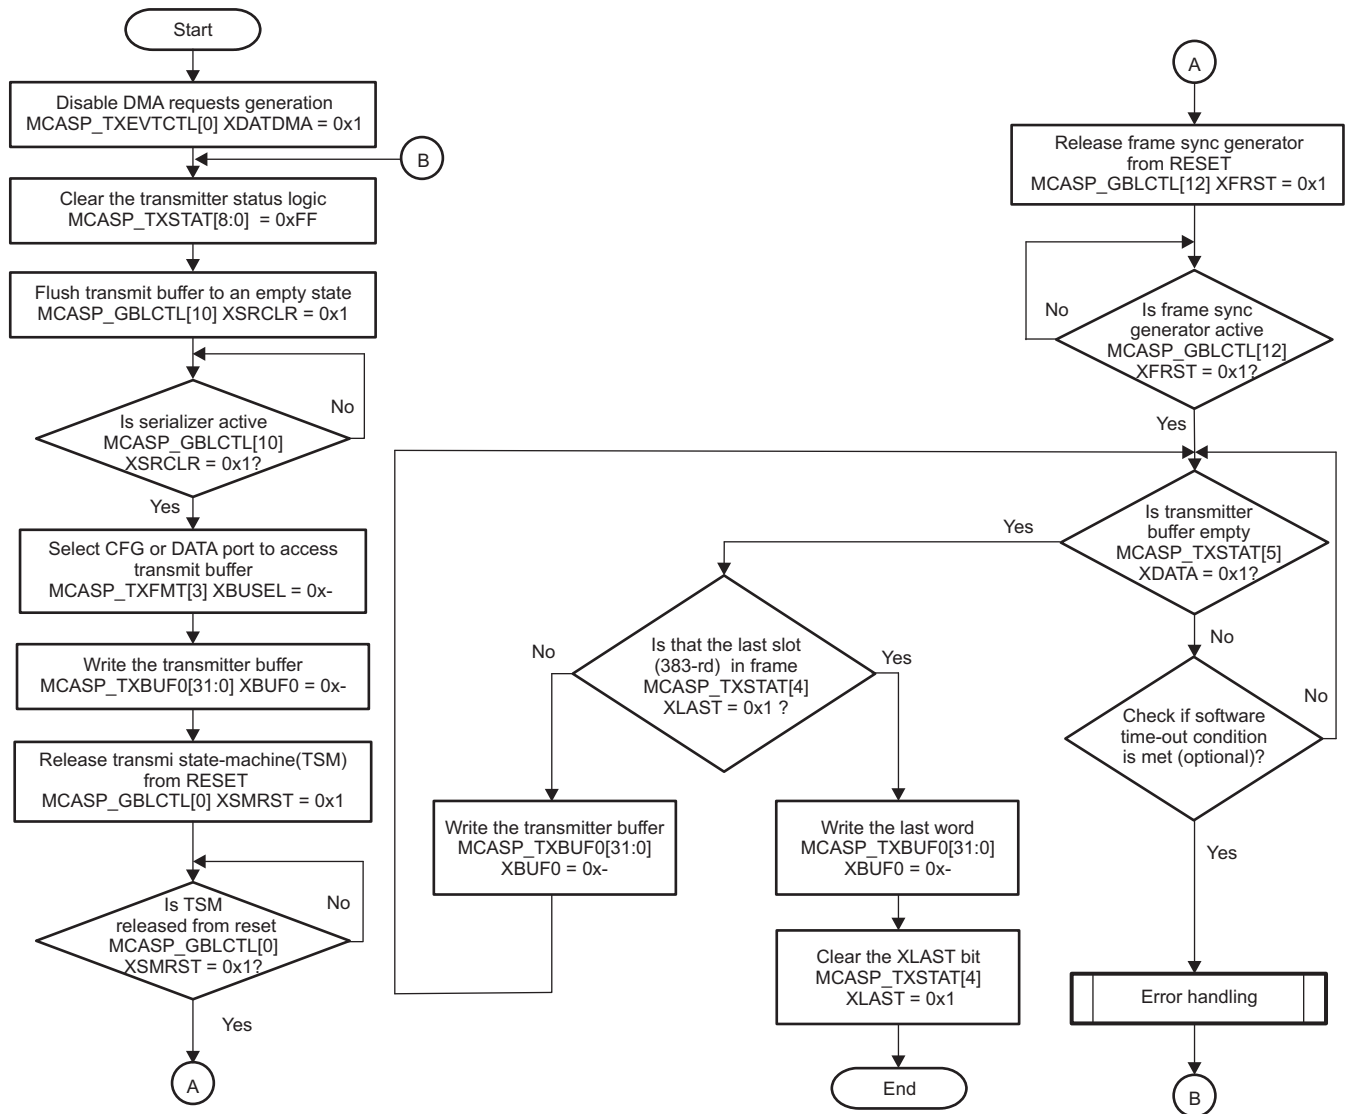 Start
Disable DMA requests generation
MCASP_TXEVTCTL[0] XDATDMA = 0x1
B
Clear the transmitter status logic
MCASP_TXSTAT[8:0] = 0xFF
Flush transmit buffer to an empty state
MCASP_GBLCTL[10] XSRCLR = 0x1
No
Is serializer active
MCASP_GBLCTL[10]
XSRCLR = 0x1?
Yes
Select CFG or DATA port to access
transmit buffer
MCASP_TXFMT[3] XBUSEL = 0x-
Write the transmitter buffer
MCASP_TXBUF0[31:0] XBUF0 = 0x-
Release transmi state-machine(TSM)
from RESET
MCASP_GBLCTL[0] XSMRST = 0x1
No
Is TSM
released from reset
MCASP_GBLCTL[0]
XSMRST = 0x1?
Yes
A
A
Release frame sync generator
from RESET
MCASP_GBLCTL[12] XFRST = 0x1
No
Is frame sync
generator active
MCASP_GBLCTL[12]
XFRST = 0x1?
Yes
Is transmitter
buffer empty
MCASP_TXSTAT[5]
XDATA = 0x1?
Yes
No
Is that the last slot
(383-rd) in frame
MCASP_TXSTAT[4]
XLAST = 0x1 ?
No
Yes
Write the transmitter buffer
MCASP_TXBUF0[31:0]
XBUF0 = 0x-
Write the last word
MCASP_TXBUF0[31:0]
XBUF0 = 0x-
Clear the XLAST bit
MCASP_TXSTAT[4]
XLAST = 0x1
End
Check if software
time-out condition
is met (optional)?
No
Yes
Error handling
B